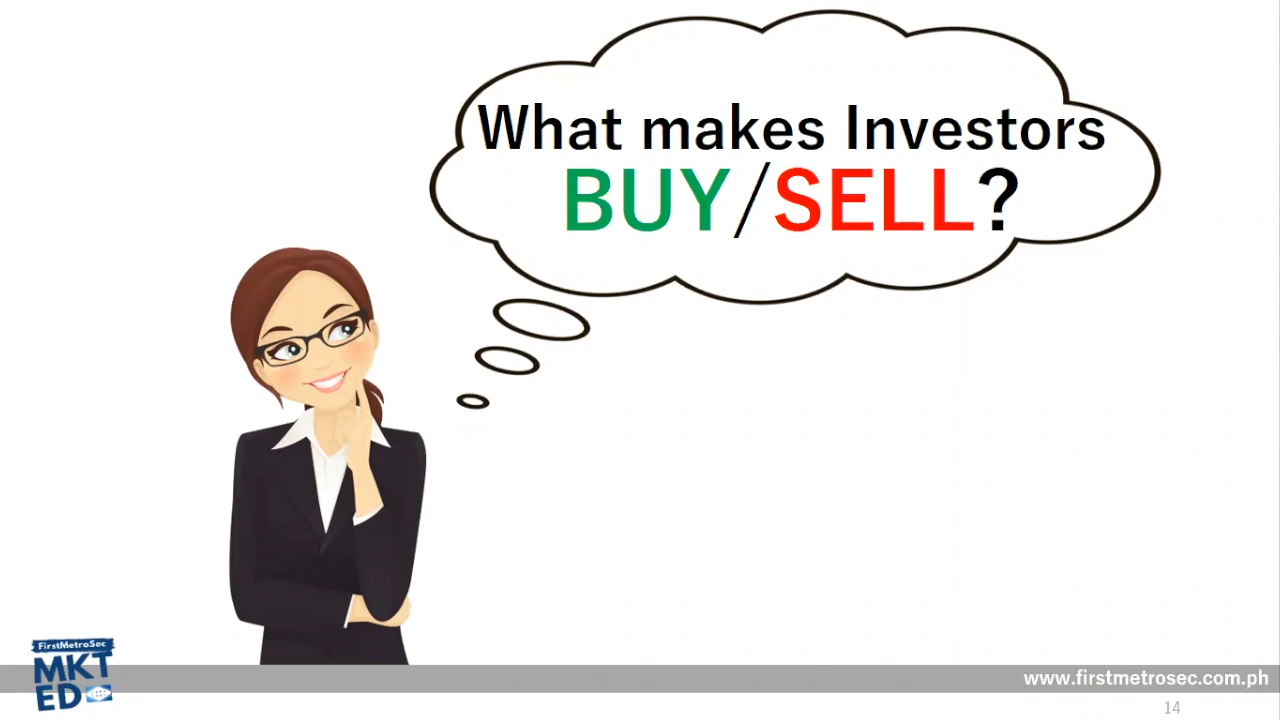 What makes Investors
BUY/SELL?
FirstMetroSec
MKT
ED
www.firstmetrosec.com.ph
14